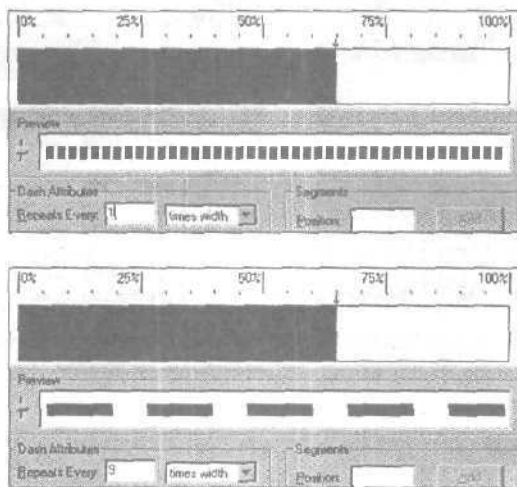 0% 25% 50% 75% 100%
Preview
Dash Attributes Segments
Repeats Every: 1 times width Position: Add
0% 25% 50% 75% 100%
Preview
Dash Attributes Segments
Repeats Every: 9 times width Position: Add